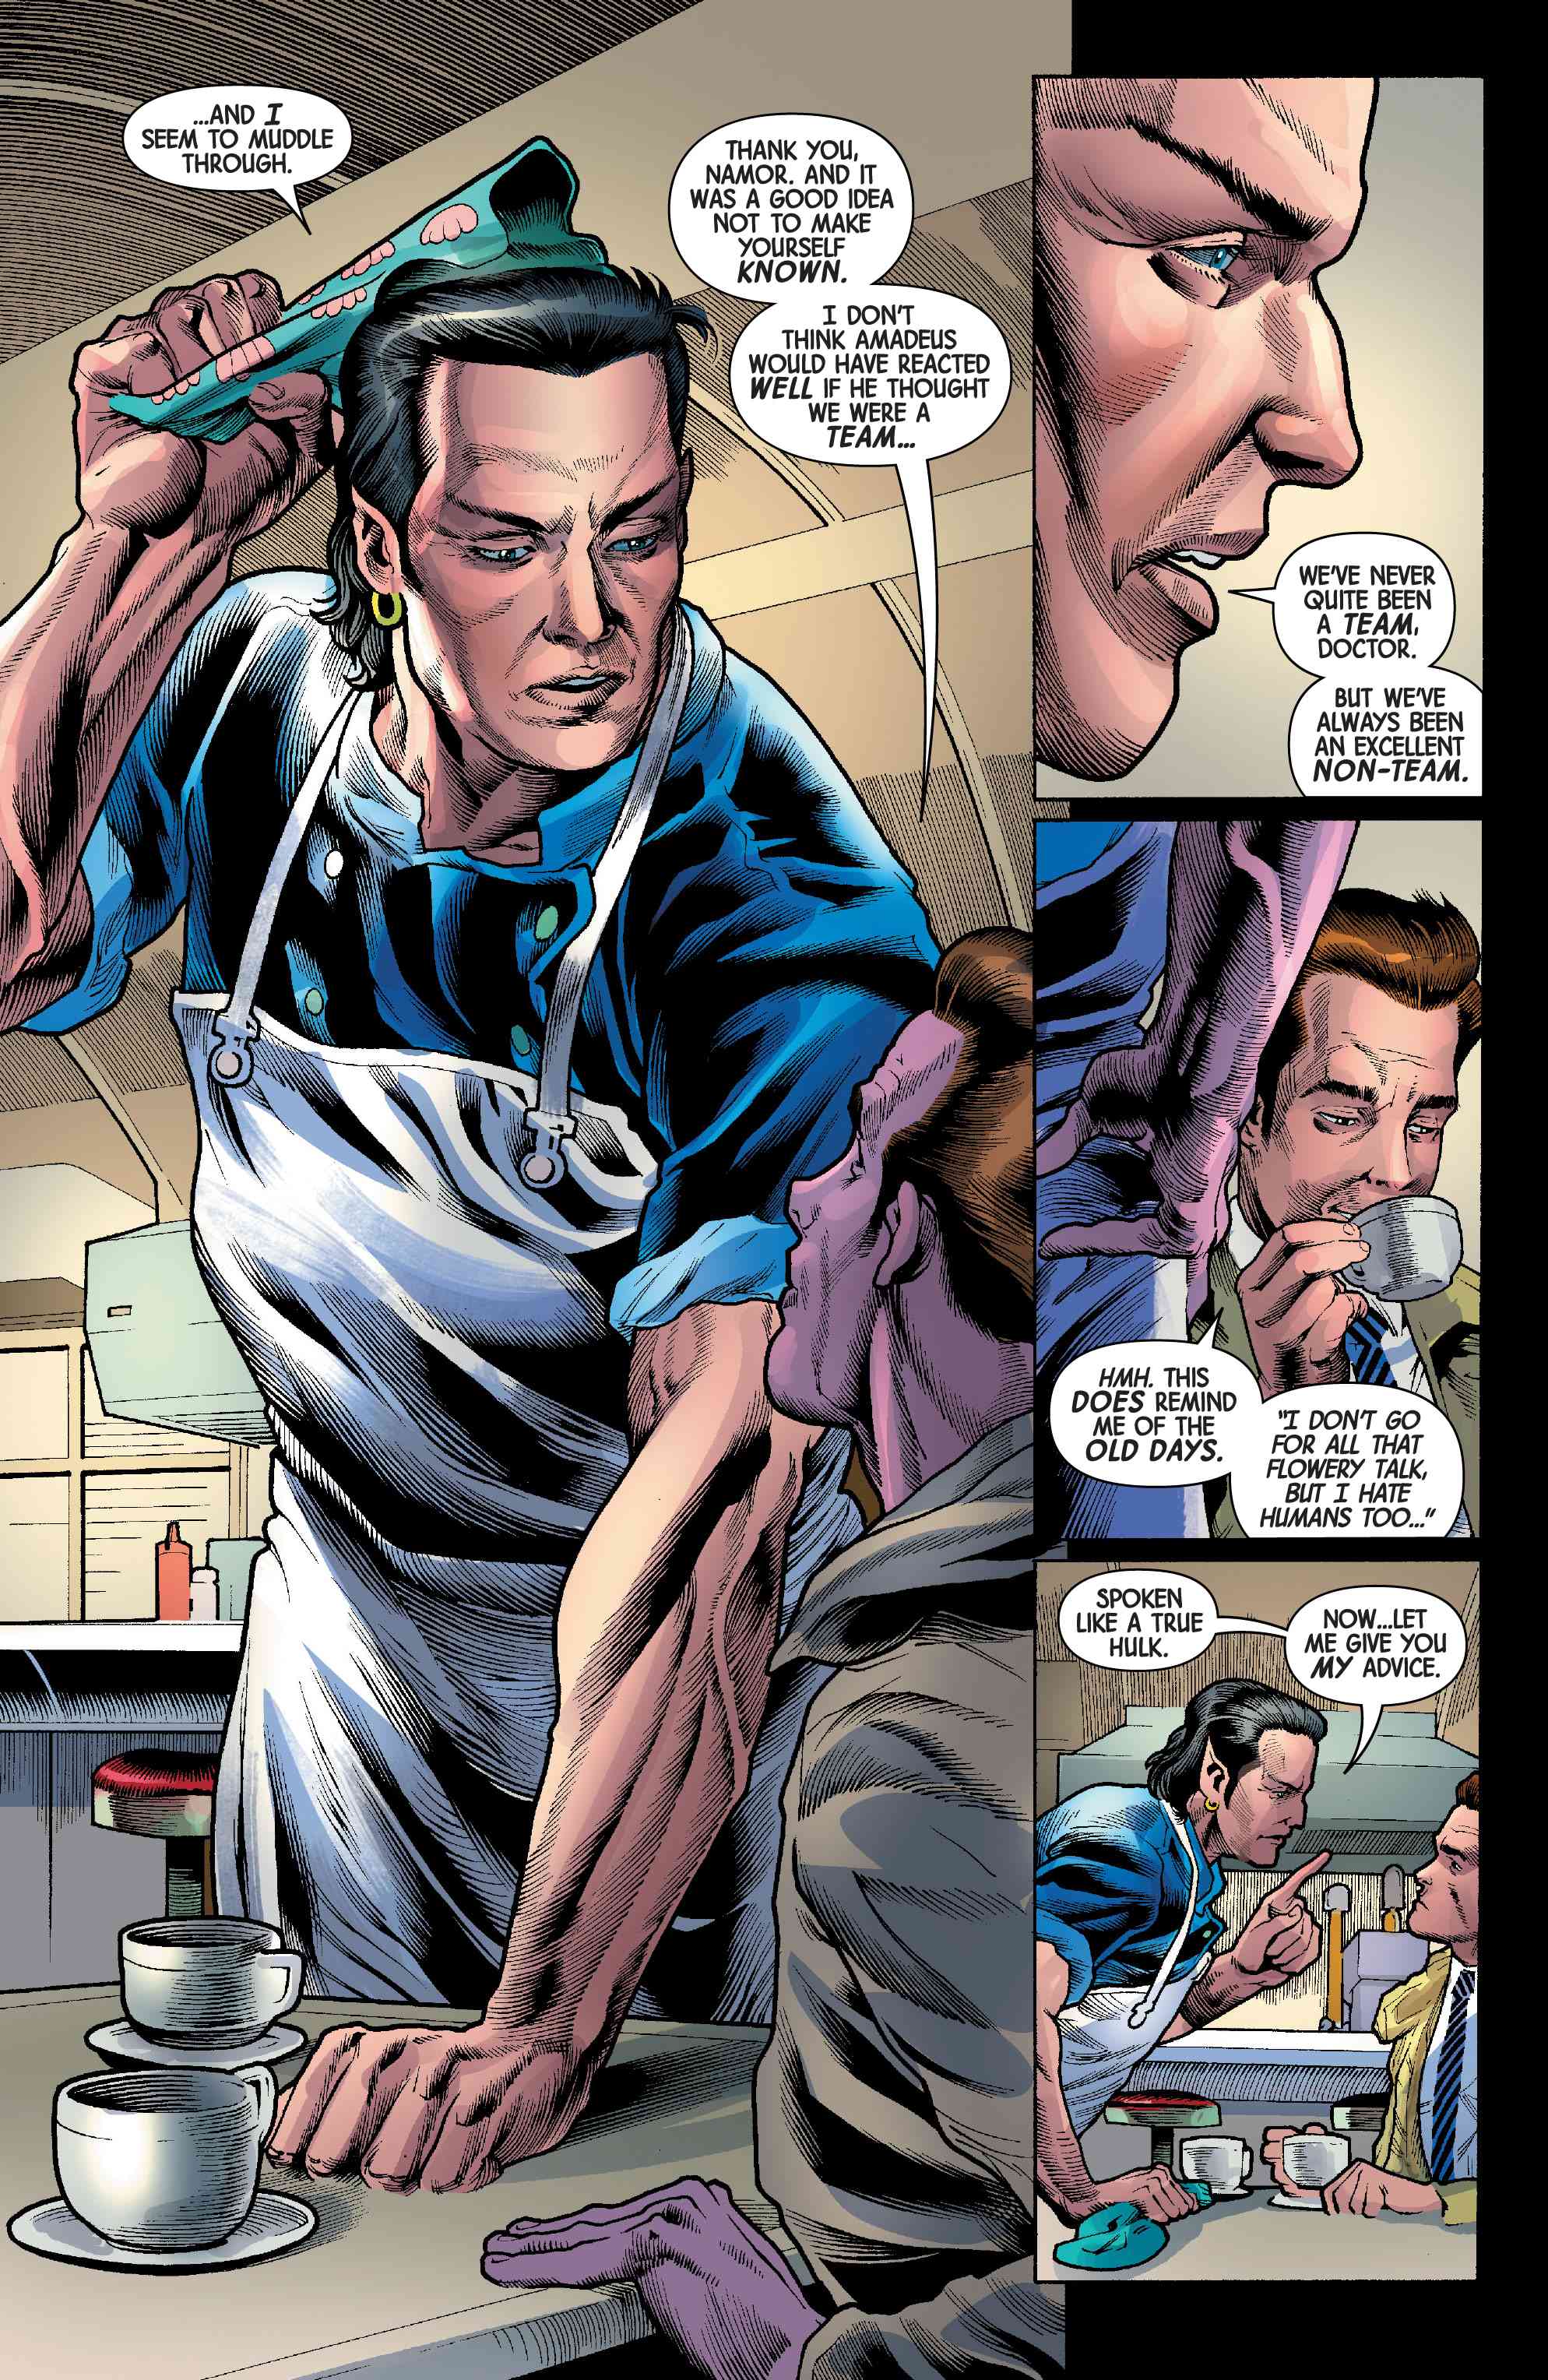 ...AND I
SEEM TO MUDDLE
THROUGH.
THANK YOU,
NAMOR. AND IT
WAS A GOOD IDEA
NOT TO MAKE
YOURSELF
KNOWN.
I DON'T
THINK AMADEUS
WOULD HAVE REACTED
WELL IF HE THOUGHT
WE WERE A
TEAM...
WE'VE NEVER
QUITE BEEN
A TEAM,
DOCTOR.
BUT WE'VE
ALWAYS BEEN
AN EXCELLENT
NON-TEAM.
HMH. THIS
DOES REMIND
ME OF THE
OLD DAYS.
"I DON'T GO
FOR ALL THAT
FLOWERY TALK,
BUT I HATE
HUMANS TOO..."
SPOKEN
LIKE A TRUE
HULK.
NOW...LET
ME GIVE YOU
MY ADVICE.